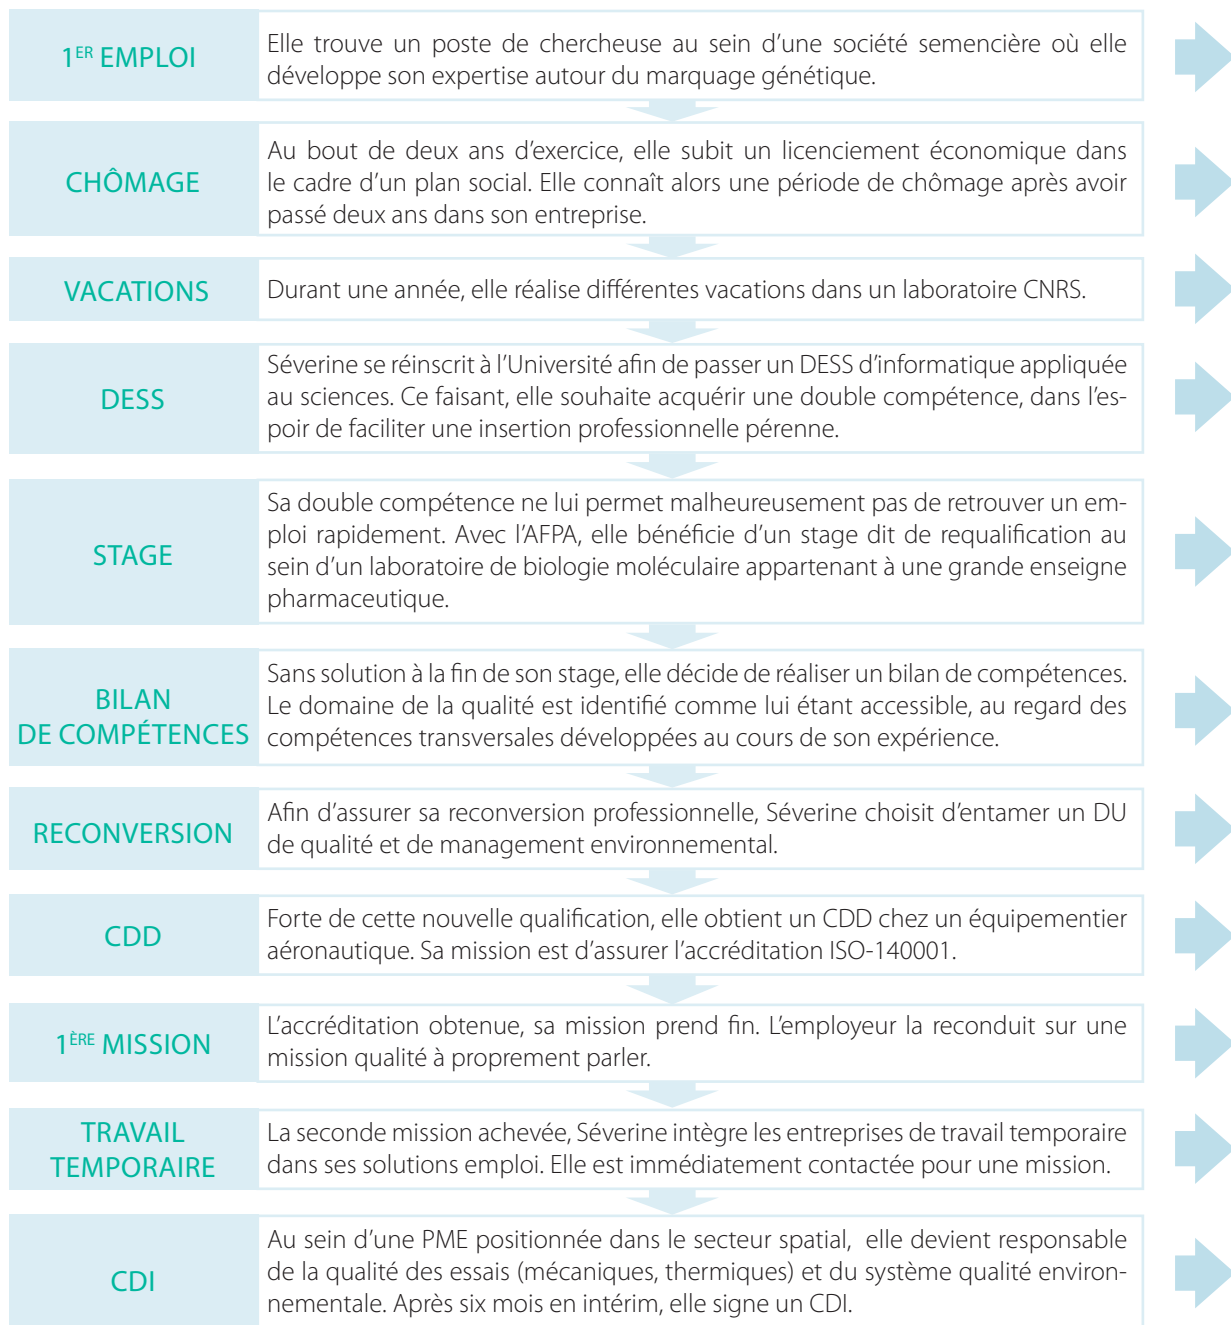 1ER EMPLOI
Elle trouve un poste de chercheuse au sein d’une société semencière où elle
développe son expertise autour du marquage génétique.
CHÔMAGE
Au bout de deux ans d’exercice, elle subit un licenciement économique dans
le cadre d’un plan social. Elle connaît alors une période de chômage après avoir
passé deux ans dans son entreprise.
VACATIONS
Durant une année, elle réalise différentes vacations dans un laboratoire CNRS.
DESS
Séverine se réinscrit à l’Université afin de passer un DESS d’informatique appliquée
au sciences. Ce faisant, elle souhaite acquérir une double compétence, dans l’es-
poir de faciliter une insertion professionnelle pérenne.
STAGE
Sa double compétence ne lui permet malheureusement pas de retrouver un em-
ploi rapidement. Avec l’AFPA, elle bénéficie d’un stage dit de requalification au
sein d’un laboratoire de biologie moléculaire appartenant à une grande enseigne
pharmaceutique.
BILAN
DE COMPÉTENCES
Sans solution à la fin de son stage, elle décide de réaliser un bilan de compétences.
Le domaine de la qualité est identifié comme lui étant accessible, au regard des
compétences transversales développées au cours de son expérience.
RECONVERSION
Afin d’assurer sa reconversion professionnelle, Séverine choisit d’entamer un DU
de qualité et de management environnemental.
CDD
Forte de cette nouvelle qualification, elle obtient un CDD chez un équipementier
aéronautique. Sa mission est d’assurer l’accréditation ISO-140001.
1ÈRE MISSION
L’accréditation obtenue, sa mission prend fin. L’employeur la reconduit sur une
mission qualité à proprement parler.
TRAVAIL
TEMPORAIRE
La seconde mission achevée, Séverine intègre les entreprises de travail temporaire
dans ses solutions emploi. Elle est immédiatement contactée pour une mission.
CDI
Au sein d’une PME positionnée dans le secteur spatial, elle devient responsable
de la qualité des essais (mécaniques, thermiques) et du système qualité environ-
nementale. Après six mois en intérim, elle signe un CDI.